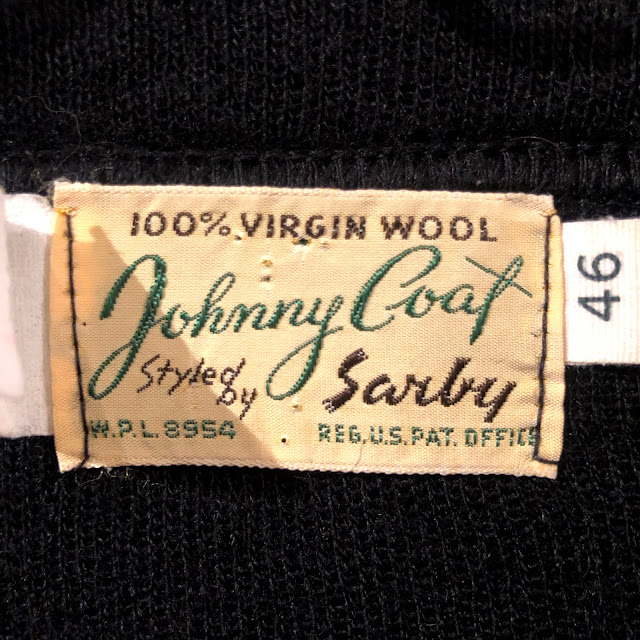 100% VIRGIN WOOL
Johnny Coat
Styled by Sarby
W.P.L. 8954 REG. U.S. PAT. OFFICE
46